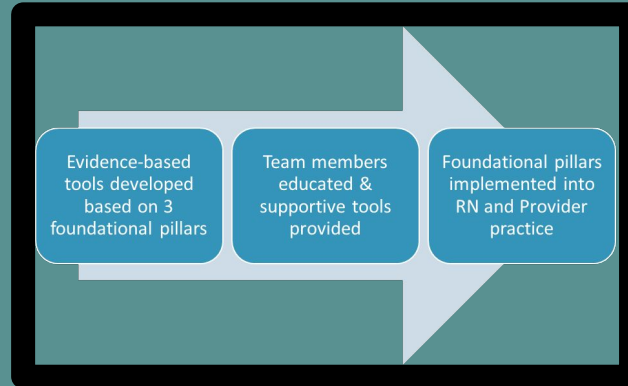 Evidence-based
tools developed
based on 3
foundational pillars
Team members
educated &
supportive tools
provided
Foundational pillars
implemented into
RN and Provider
practice